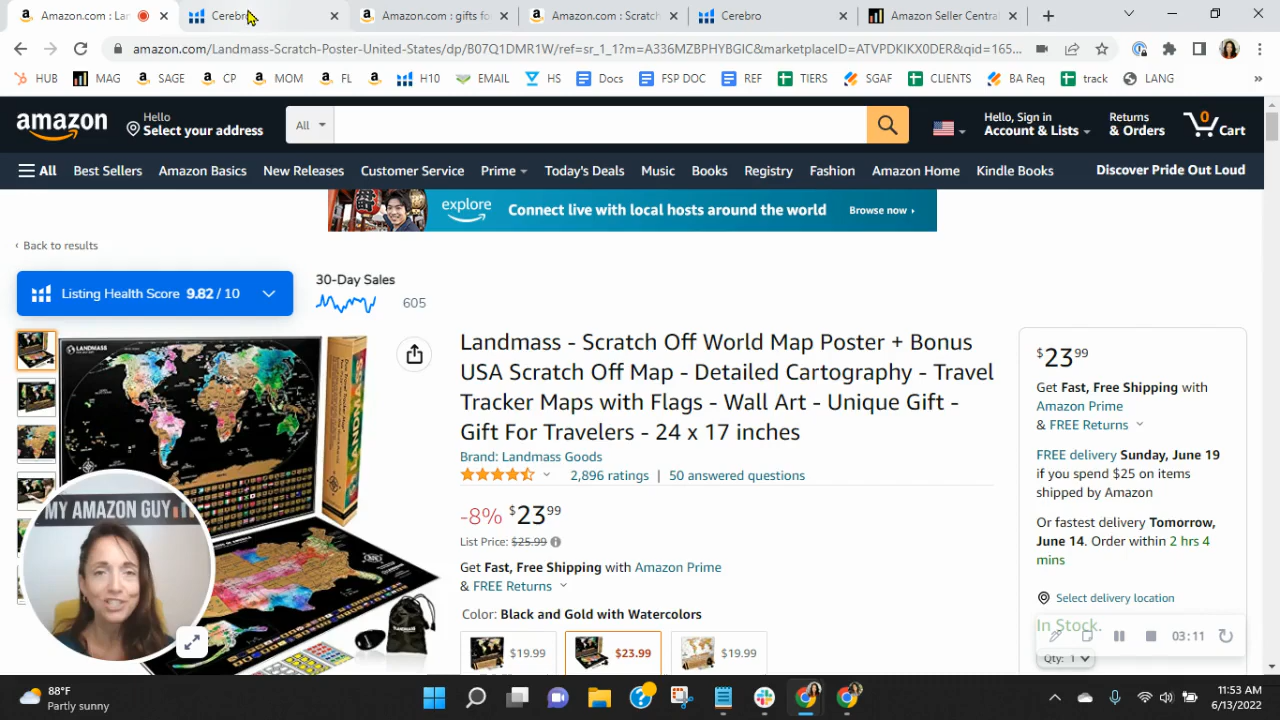 Amazon.com : Lan
Cerebro
Amazon.com : gifts fo
Amazon.com : Scratch
Cerebro
Amazon Seller Central
amazon.com/Landmass-Scratch-Poster-United-States/dp/B07Q1DMR1W/ref=sr_1_1?m=A336MZBPHYBGIC&marketplaceID=ATVPDKIKX0DER&qid=165...
HUB MAG SAGE CP MOM FL H10 EMAIL HS Docs FSP DOC REF TIERS SGAF CLIENTS BA Req track LANG »
amazon
Hello
Select your address
All
Hello, Sign in
Account & Lists
Returns
& Orders
0
Cart
All Best Sellers Amazon Basics New Releases Customer Service Prime Today's Deals Music Books Registry Fashion Amazon Home Kindle Books Discover Pride Out Loud
explore Connect live with local hosts around the world Browse now ›
‹ Back to results
Listing Health Score 9.82 / 10
30-Day Sales
605
LANDMASS
Landmass - Scratch Off World Map Poster + Bonus
USA Scratch Off Map - Detailed Cartography - Travel
Tracker Maps with Flags - Wall Art - Unique Gift -
Gift For Travelers - 24 x 17 inches
Brand: Landmass Goods
2,896 ratings | 50 answered questions
-8% $23 99
List Price: $25.99
Get Fast, Free Shipping with Amazon Prime
& FREE Returns
Color: Black and Gold with Watercolors
$19.99
$23.99
$19.99
$23 99
Get Fast, Free Shipping with
Amazon Prime
& FREE Returns
FREE delivery Sunday, June 19
if you spend $25 on items
shipped by Amazon
Or fastest delivery Tomorrow,
June 14. Order within 2 hrs 4
mins
Select delivery location
In Stock.
03:11
Qty: 1
MY AMAZON GUY
88°F
Partly sunny
11:53 AM
6/13/2022